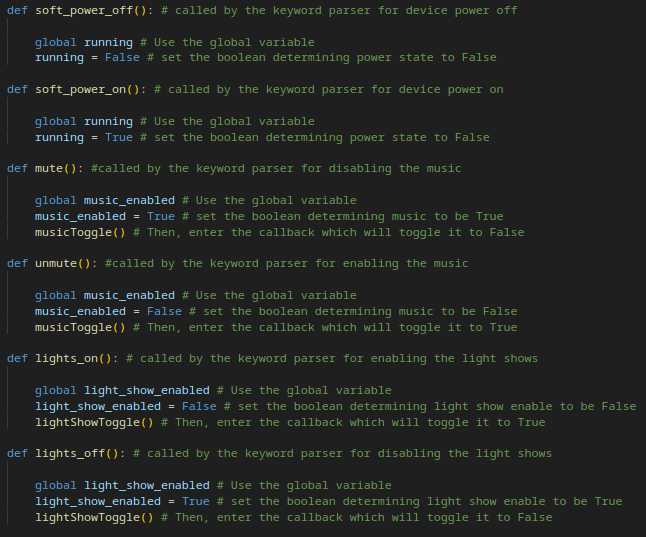 def soft_power_off(): # called by the keyword parser for device power off
global running # Use the global variable
running = False # set the boolean determining power state to False
def soft_power_on(): # called by the keyword parser for device power on
global running # Use the global variable
running = True # set the boolean determining power state to False
def mute(): #called by the keyword parser for disabling the music
global music_enabled # Use the global variable
music_enabled = True # set the boolean determining music to be True
musicToggle() # Then, enter the callback which will toggle it to False
def unmute(): #called by the keyword parser for enabling the music
global music_enabled # Use the global variable
music_enabled = False # set the boolean determining music to be False
musicToggle() # Then, enter the callback which will toggle it to True
def lights_on(): # called by the keyword parser for enabling the light shows
global light_show_enabled # Use the global variable
light_show_enabled = False # set the boolean determining light show enable to be False
lightShowToggle() # Then, enter the callback which will toggle it to True
def lights_off(): # called by the keyword parser for disabling the light shows
global light_show_enabled # Use the global variable
light_show_enabled = True # set the boolean determining light show enable to be True
lightShowToggle() # Then, enter the callback which will toggle it to False